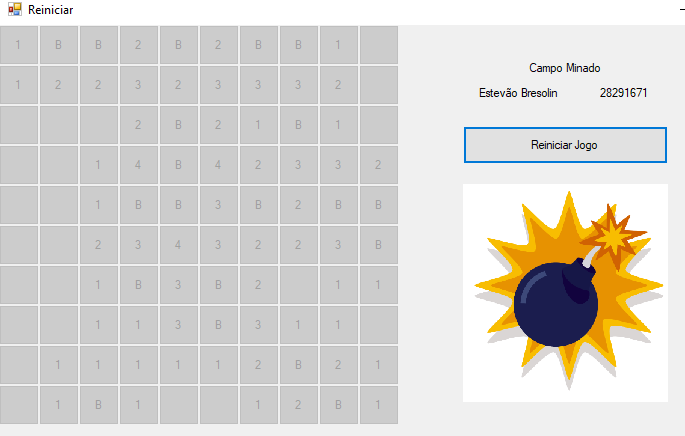 Reiniciar
1 B B 2 B 2 B B 1
1 2 2 3 2 3 3 3 2
2 B 2 1 B 1
1 4 B 4 2 3 3 2
1 B B 3 B 2 B B
2 3 4 3 2 2 3 B
1 B 3 B 2 1 1
1 1 3 B 3 1 1
1 1 1 1 1 2 B 2 1
1 B 1 1 2 B 1
Campo Minado
Estevão Bresolin 28291671
Reiniciar Jogo